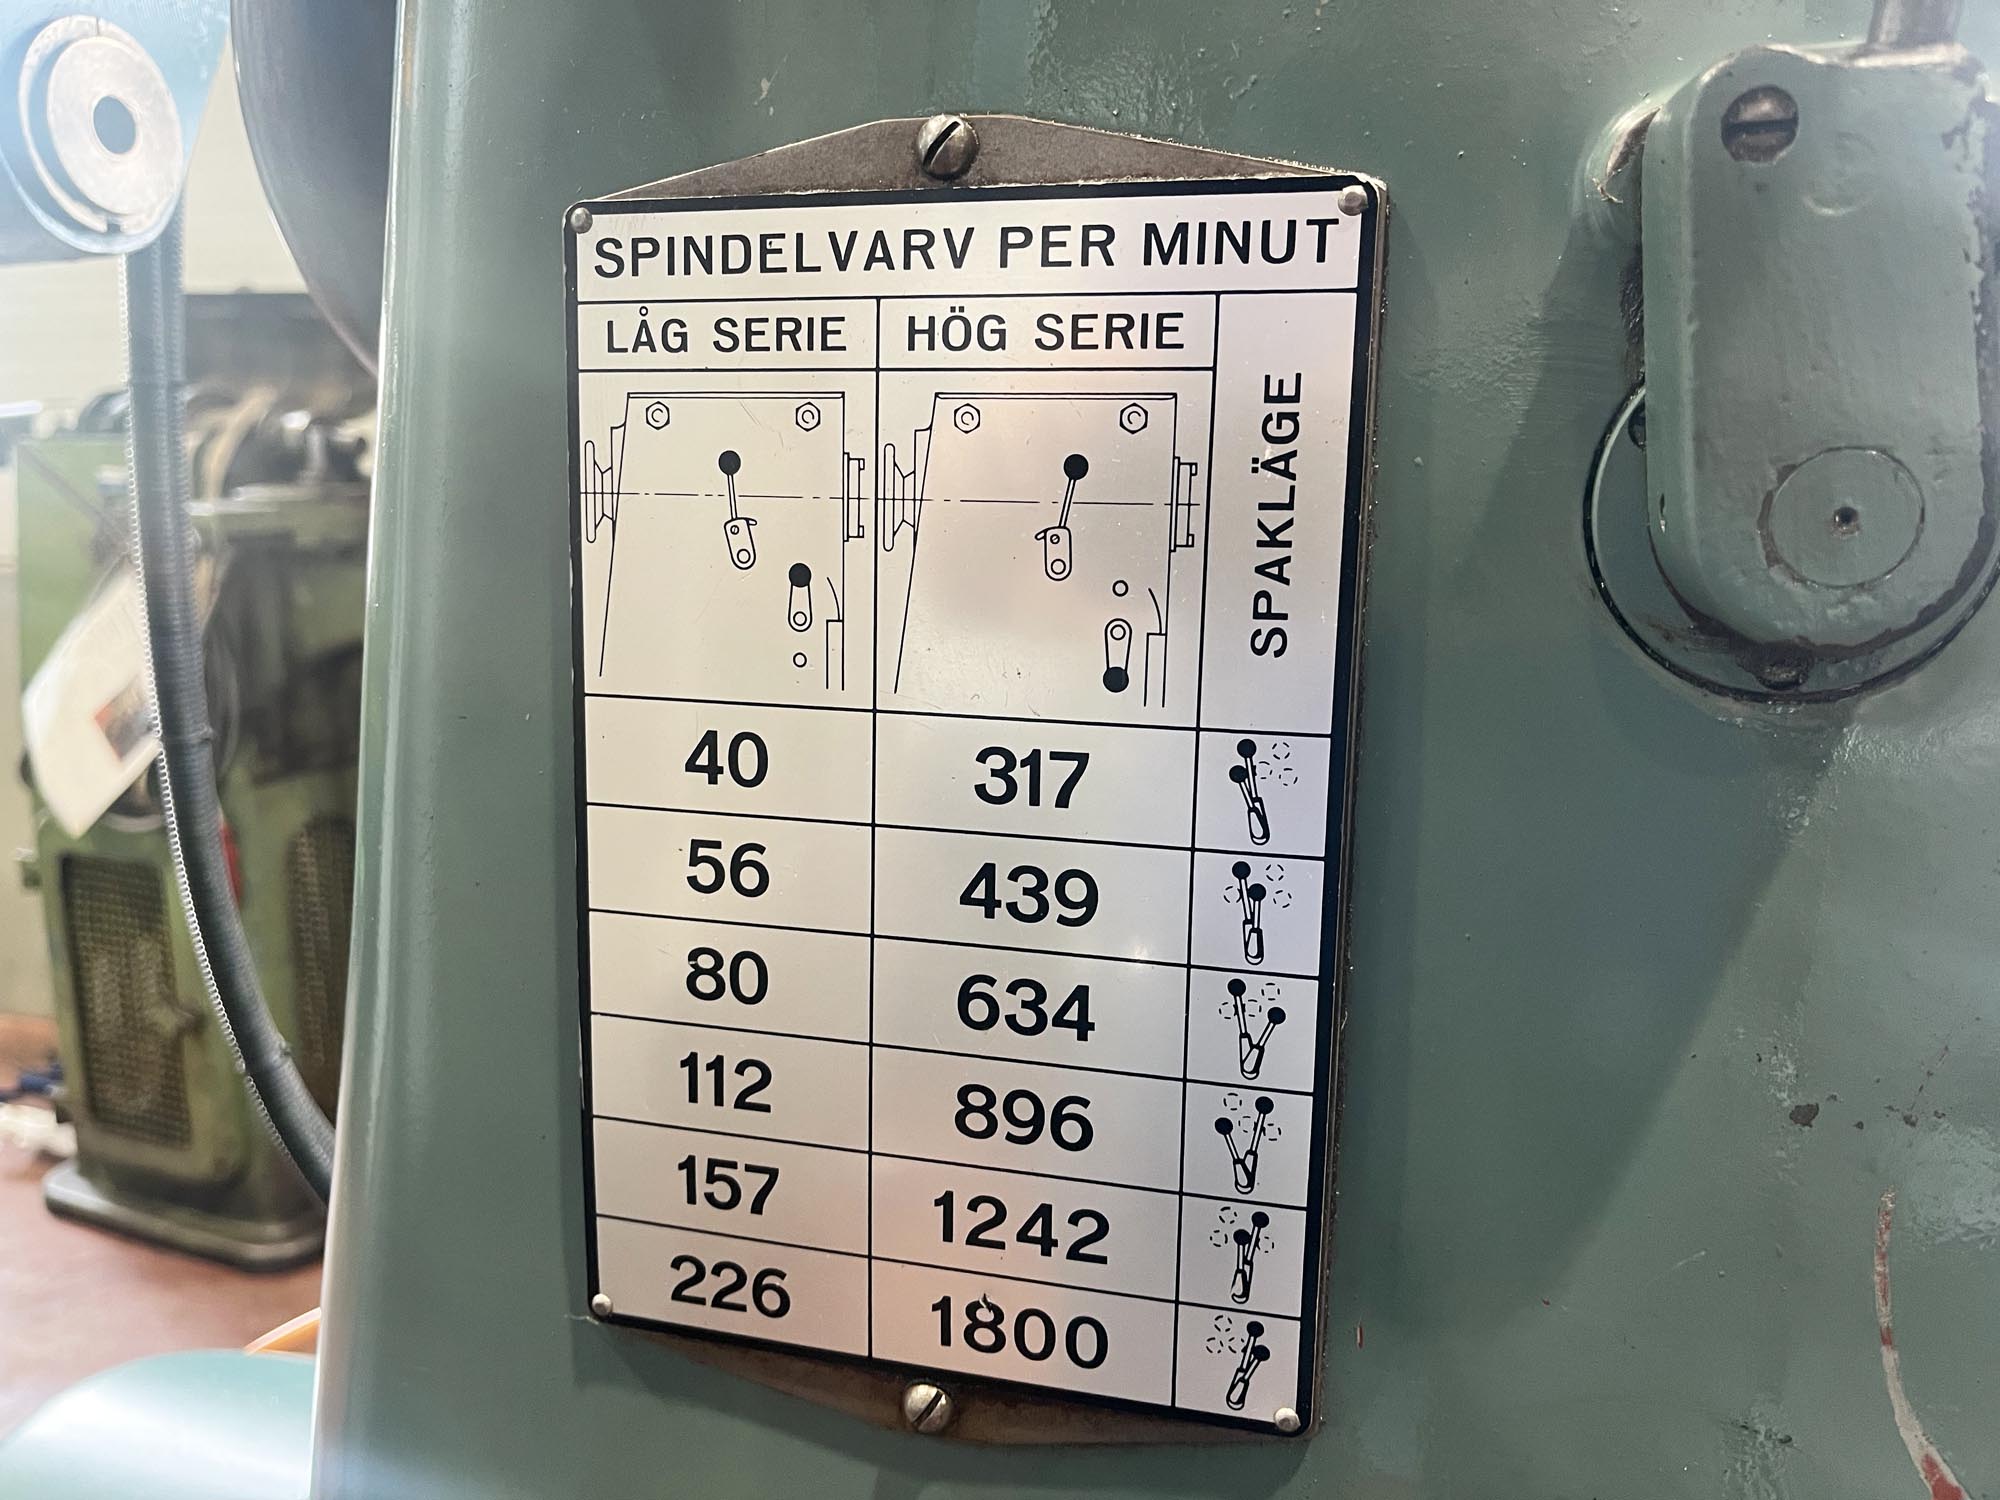 SPINDELVARV PER MINUT
LÅG SERIE HÖG SERIE
SPAKLÄGE
40 317
56 439
80 634
112 896
157 1242
226 1800